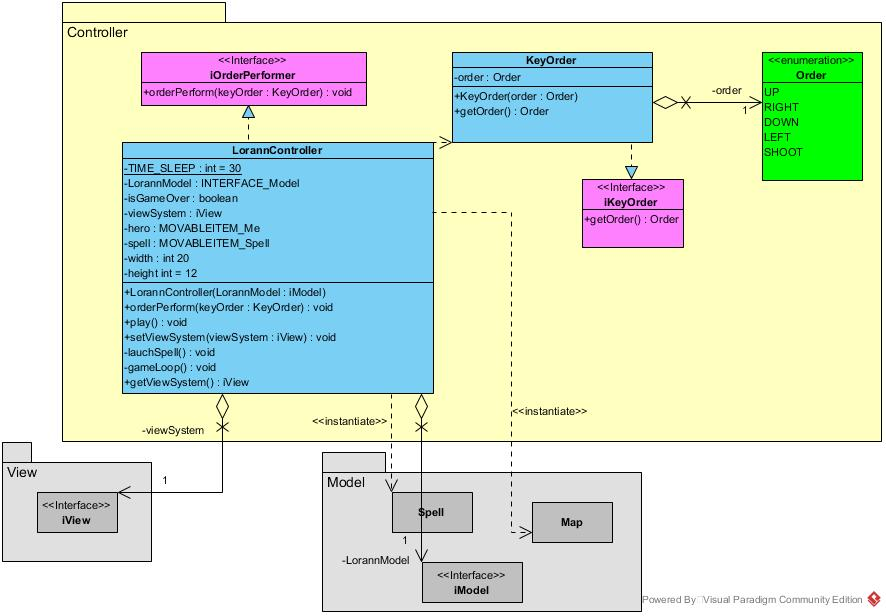 Controller
<<Interface>>
iOrderPerformer
+orderPerform(keyOrder : KeyOrder) : void
KeyOrder
-order : Order
+KeyOrder(order : Order)
+getOrder() : Order
-order
1
<<enumeration>>
Order
UP
RIGHT
DOWN
LEFT
SHOOT
LorannController
-TIME_SLEEP : int = 30
-LorannModel : INTERFACE_Model
-isGameOver : boolean
-viewSystem : iView
-hero : MOVABLEITEM_Me
-spell : MOVABLEITEM_Spell
-width : int 20
-height int = 12
+LorannController(LorannModel : iModel)
+orderPerform(keyOrder : KeyOrder) : void
+play() : void
+setViewSystem(viewSystem : iView) : void
-lauchSpell() : void
-gameLoop() : void
+getViewSystem() : iView
<<Interface>>
iKeyOrder
+getOrder() : Order
-viewSystem
<<instantiate>>
<<instantiate>>
View
1
<<Interface>>
iView
Model
Spell
Map
1
-LorannModel
<<Interface>>
iModel
Powered By Visual Paradigm Community Edition